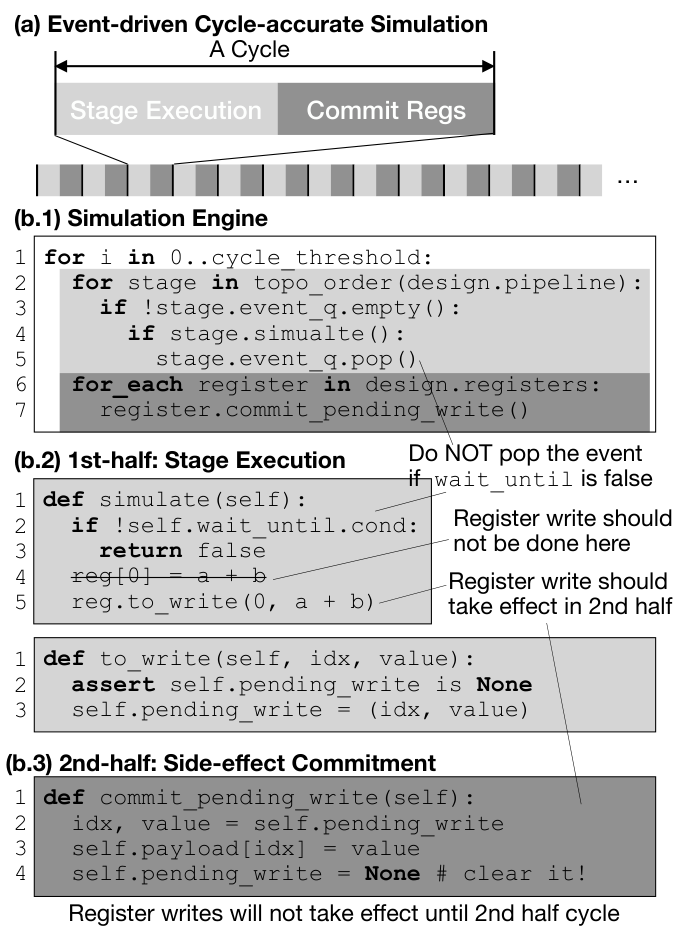 (a) Event-driven Cycle-accurate Simulation
A Cycle
Stage Execution Commit Regs
...
(b.1) Simulation Engine
1 for i in 0..cycle_threshold:
2 for stage in topo_order(design.pipeline):
3 if !stage.event_q.empty():
4 if stage.simualte():
5 stage.event_q.pop()
6 for_each register in design.registers:
7 register.commit_pending_write()
Do NOT pop the event
if wait_until is false
(b.2) 1st-half: Stage Execution
1 def simulate(self):
2 if !self.wait_until.cond:
3 return false
4 reg[0] = a + b
5 reg.to_write(0, a + b)
Register write should
not be done here
Register write should
take effect in 2nd half
1 def to_write(self, idx, value):
2 assert self.pending_write is None
3 self.pending_write = (idx, value)
(b.3) 2nd-half: Side-effect Commitment
1 def commit_pending_write(self):
2 idx, value = self.pending_write
3 self.payload[idx] = value
4 self.pending_write = None # clear it!
Register writes will not take effect until 2nd half cycle